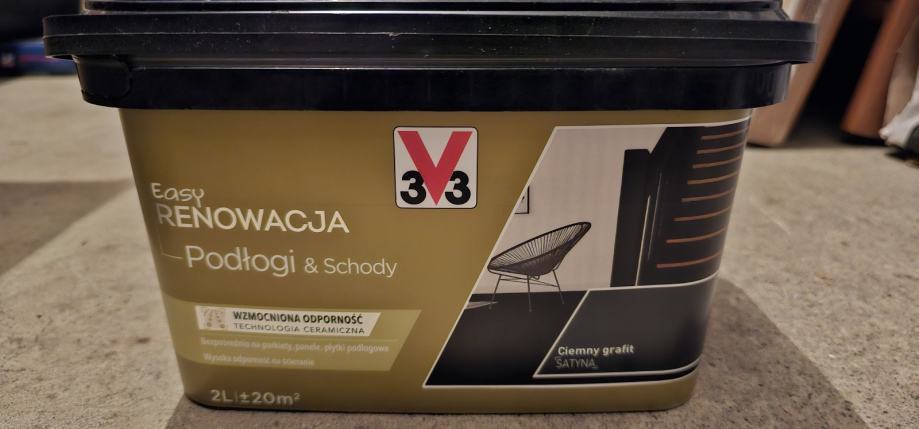 V
33
Easy
RENOWACJA
Podłogi & Schody
WZMOCNIONA ODPORNOŚĆ
TECHNOLOGIA CERAMICZNA
Bezpośrednio na parkiety, panele, płytki podłogowe
Wysoka odporność na ścieranie
Ciemny grafit
SATYNA
2L | ±20m²